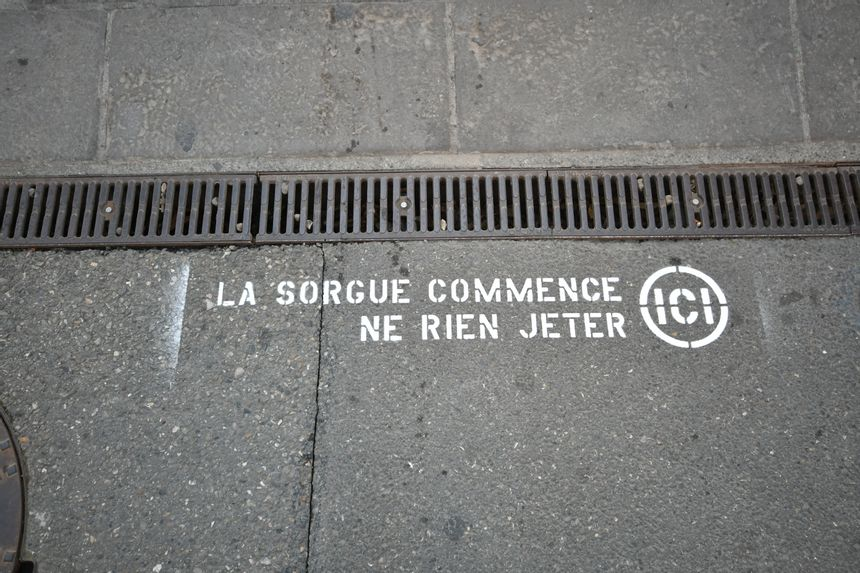 LA SORGUE COMMENCE ICI
NE RIEN JETER